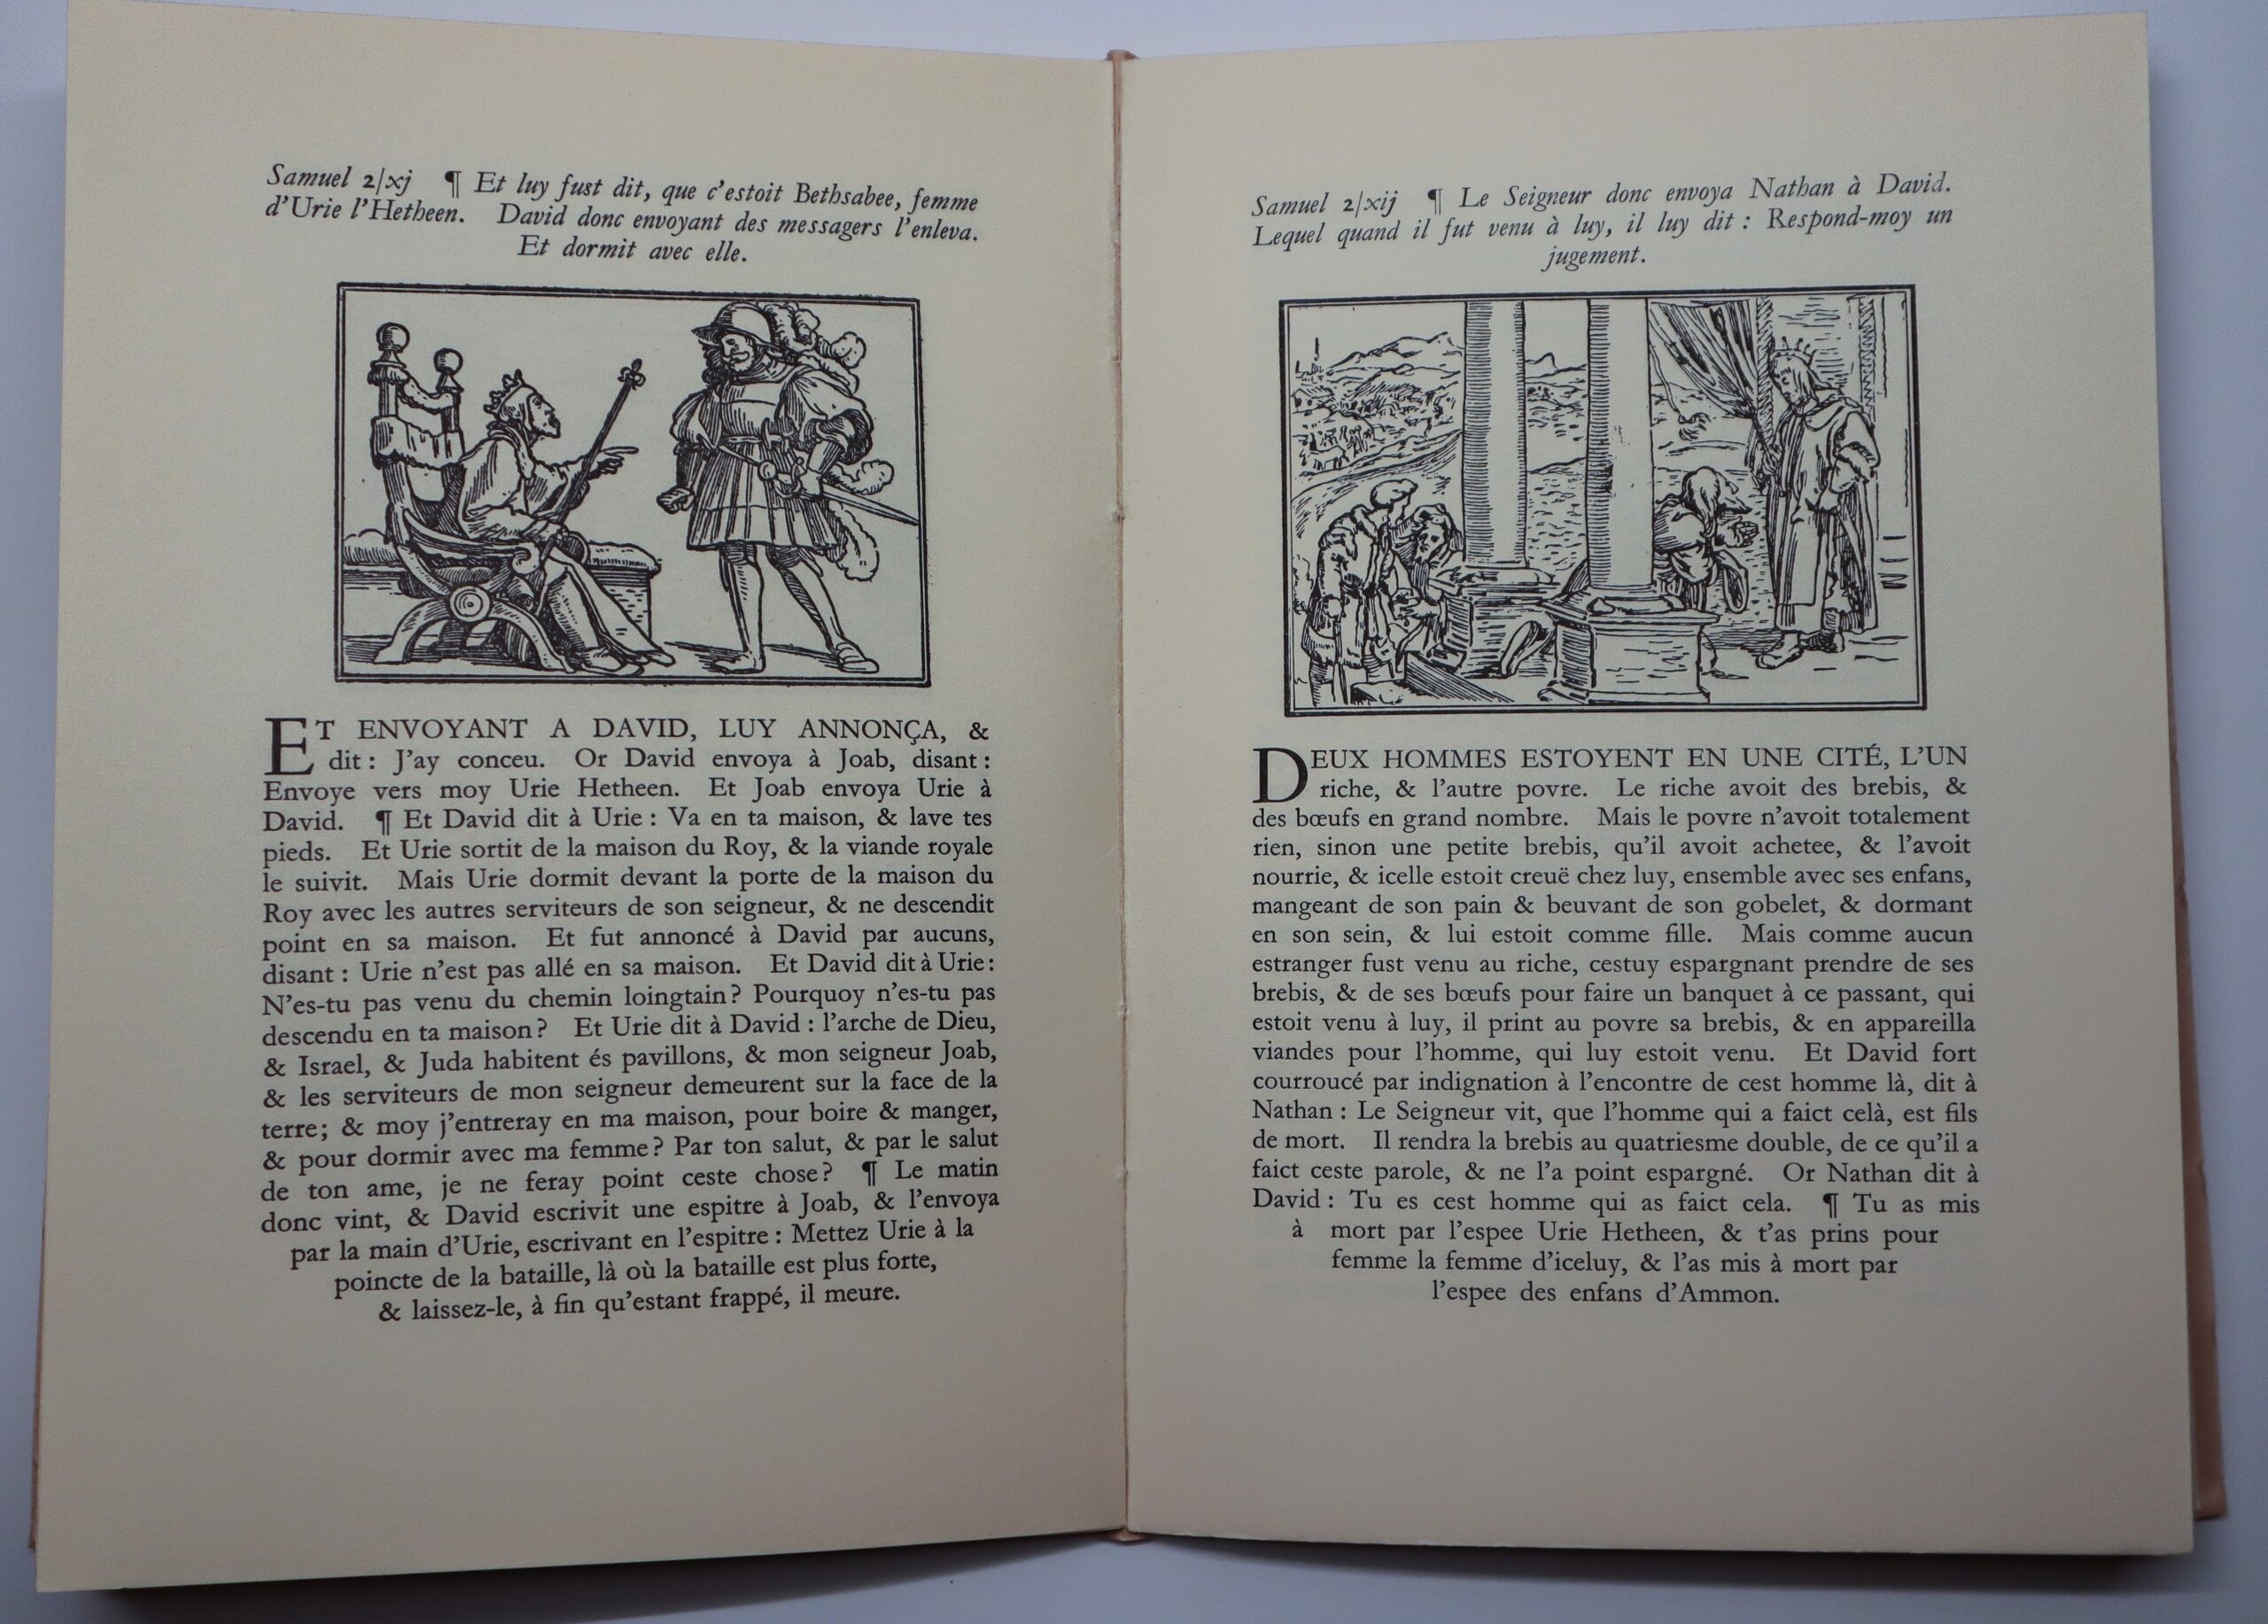 Samuel 2/xj ¶ Et luy fust dit, que c'estoit Bethsabee, femme
d'Urie l'Hetheen. David donc envoyant des messagers l'enleva.
Et dormit avec elle.
ET ENVOYANT A DAVID, LUY ANNONÇA, &
dit : J'ay conceu. Or David envoya à Joab, disant :
Envoye vers moy Urie Hetheen. Et Joab envoya Urie à
David. ¶ Et David dit à Urie : Va en ta maison, & lave tes
pieds. Et Urie sortit de la maison du Roy, & la viande royale
le suivit. Mais Urie dormit devant la porte de la maison du
Roy avec les autres serviteurs de son seigneur, & ne descendit
point en sa maison. Et fut annoncé à David par aucuns,
disant : Urie n'est pas allé en sa maison. Et David dit à Urie :
N'es-tu pas venu du chemin loingtain ? Pourquoy n'es-tu pas
descendu en ta maison ? Et Urie dit à David : l'arche de Dieu,
& Israel, & Juda habitent és pavillons, & mon seigneur Joab,
& les serviteurs de mon seigneur demeurent sur la face de la
terre; & moy j'entreray en ma maison, pour boire & manger,
& pour dormir avec ma femme ? Par ton salut, & par le salut
de ton ame, je ne feray point ceste chose ? ¶ Le matin
donc vint, & David escrivit une espitre à Joab, & l'envoya
par la main d'Urie, escrivant en l'espitre : Mettez Urie à la
poincte de la bataille, là où la bataille est plus forte,
& laissez-le, à fin qu'estant frappé, il meure.
Samuel 2/xij ¶ Le Seigneur donc envoya Nathan à David.
Lequel quand il fut venu à luy, il luy dit : Respond-moy un
jugement.
DEUX HOMMES ESTOYENT EN UNE CITÉ, L'UN
riche, & l'autre povre. Le riche avoit des brebis, &
des bœufs en grand nombre. Mais le povre n'avoit totalement
rien, sinon une petite brebis, qu'il avoit achetee, & l'avoit
nourrie, & icelle estoit creuë chez luy, ensemble avec ses enfans,
mangeant de son pain & beuvant de son gobelet, & dormant
en son sein, & lui estoit comme fille. Mais comme aucun
estranger fust venu au riche, cestuy espargnant prendre de ses
brebis, & de ses bœufs pour faire un banquet à ce passant, qui
estoit venu à luy, il print au povre sa brebis, & en appareilla
viandes pour l'homme, qui luy estoit venu. Et David fort
courroucé par indignation à l'encontre de cest homme là, dit à
Nathan : Le Seigneur vit, que l'homme qui a faict celà, est fils
de mort. Il rendra la brebis au quatriesme double, de ce qu'il a
faict ceste parole, & ne l'a point espargné. Or Nathan dit à
David : Tu es cest homme qui as faict cela. ¶ Tu as mis
à mort par l'espee Urie Hetheen, & t'as prins pour
femme la femme d'iceluy, & l'as mis à mort par
l'espee des enfans d'Ammon.